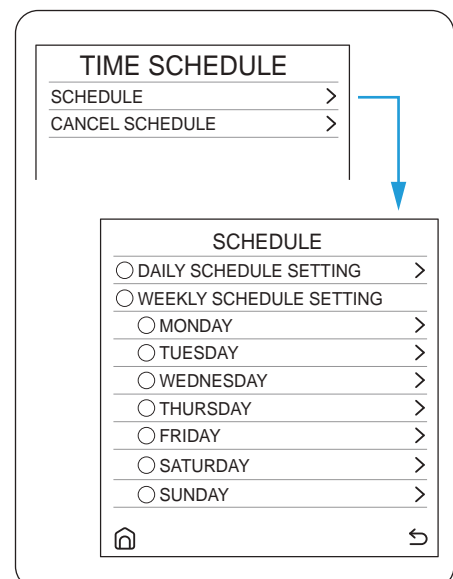 TIME SCHEDULE
SCHEDULE
CANCEL SCHEDULE
SCHEDULE
DAILY SCHEDULE SETTING
WEEKLY SCHEDULE SETTING
MONDAY
TUESDAY
WEDNESDAY
THURSDAY
FRIDAY
SATURDAY
SUNDAY